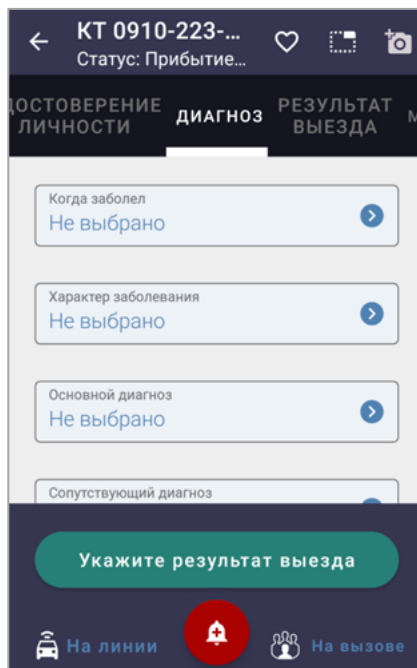 КТ 0910-223-...
Статус: Прибытие...
ДОСТОВЕРЕНИЕ
ЛИЧНОСТИ
ДИАГНОЗ
РЕЗУЛЬТАТ
ВЫЕЗДА
М
Когда заболел
Не выбрано
Характер заболевания
Не выбрано
Основной диагноз
Не выбрано
Сопутствующий диагноз
Укажите результат выезда
На линии
На вызове